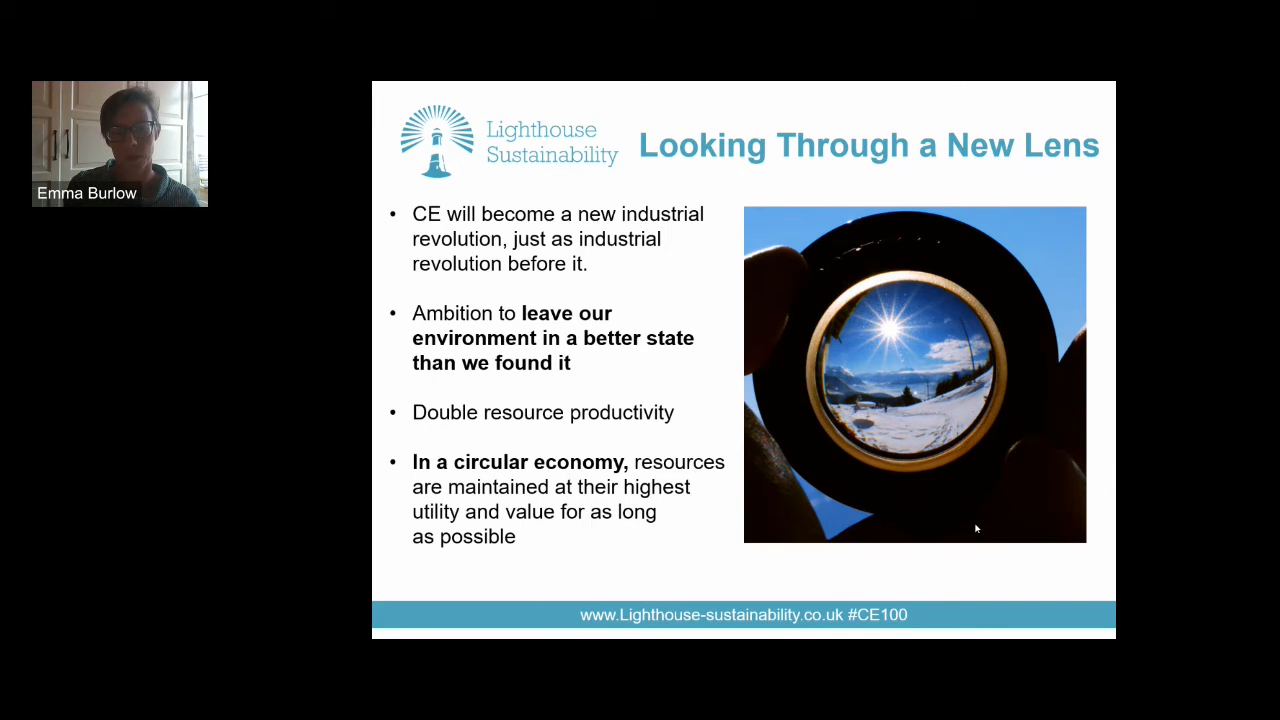 Emma Burlow
Lighthouse
Sustainability
Looking Through a New Lens
• CE will become a new industrial
revolution, just as industrial
revolution before it.
• Ambition to leave our
environment in a better state
than we found it
• Double resource productivity
• In a circular economy, resources
are maintained at their highest
utility and value for as long
as possible
www.Lighthouse-sustainability.co.uk #CE100